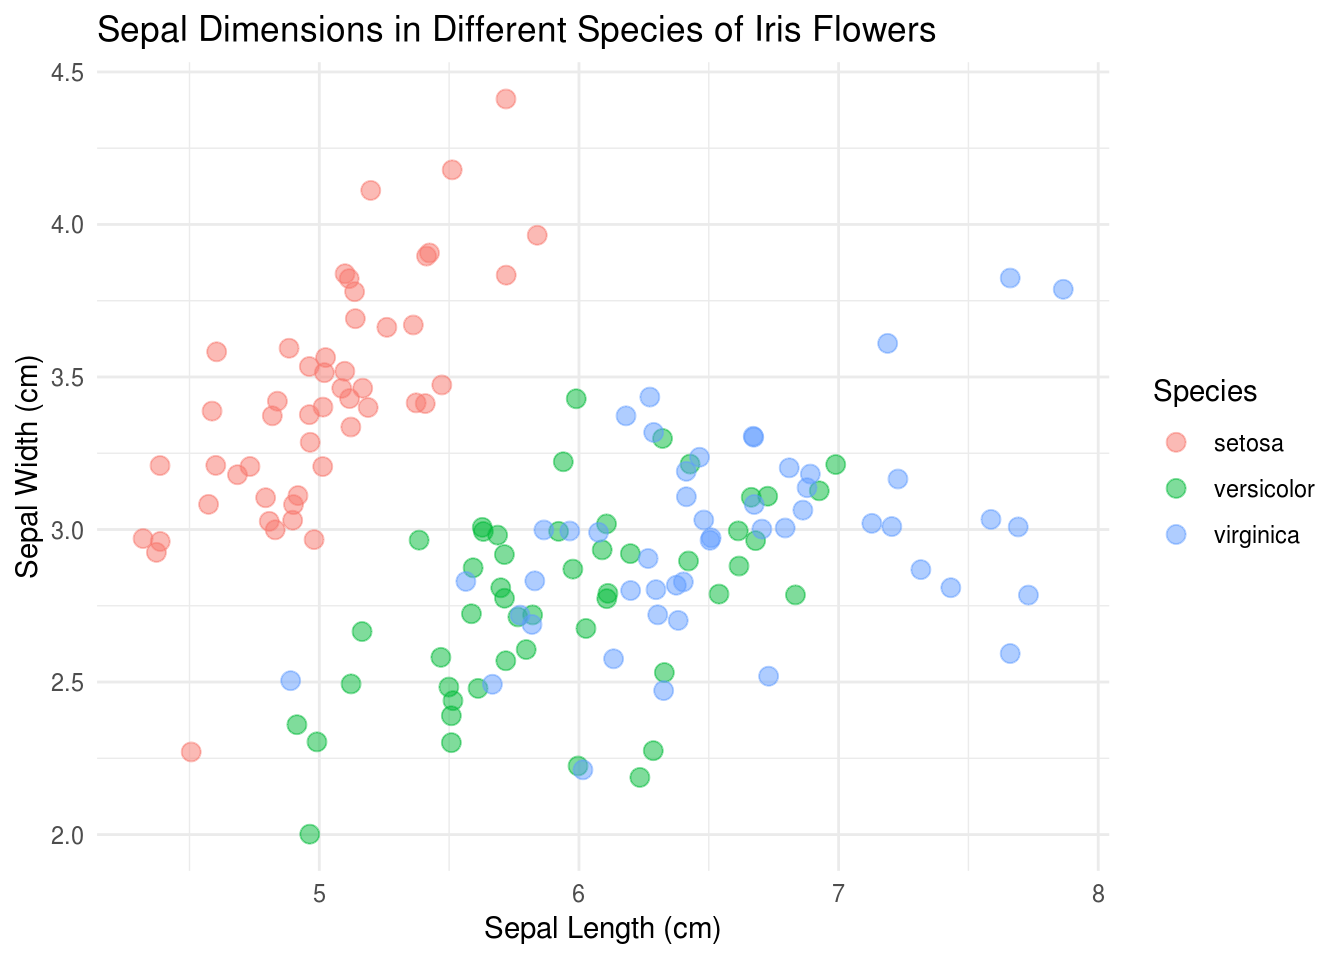 Sepal Dimensions in Different Species of Iris Flowers
4.5
4.0
3.5
3.0
2.5
2.0
Sepal Width (cm)
5 6 7 8
Sepal Length (cm)
Species
setosa
versicolor
virginica